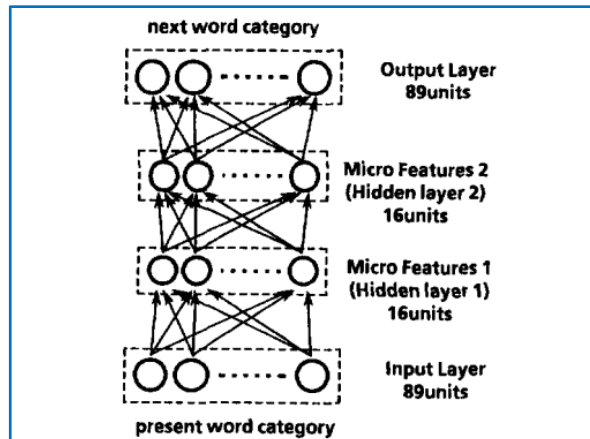 next word category
Output Layer
89units
Micro Features 2
(Hidden layer 2)
16units
Micro Features 1
(Hidden layer 1)
16units
Input Layer
89units
present word category